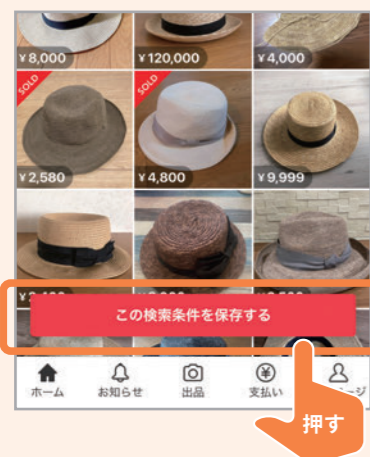 ¥8,000
¥120,000
¥4,000
SOLD
SOLD
¥2,580
¥4,800
¥9,999
この検索条件を保存する
ホーム
お知らせ
出品
支払い
押す